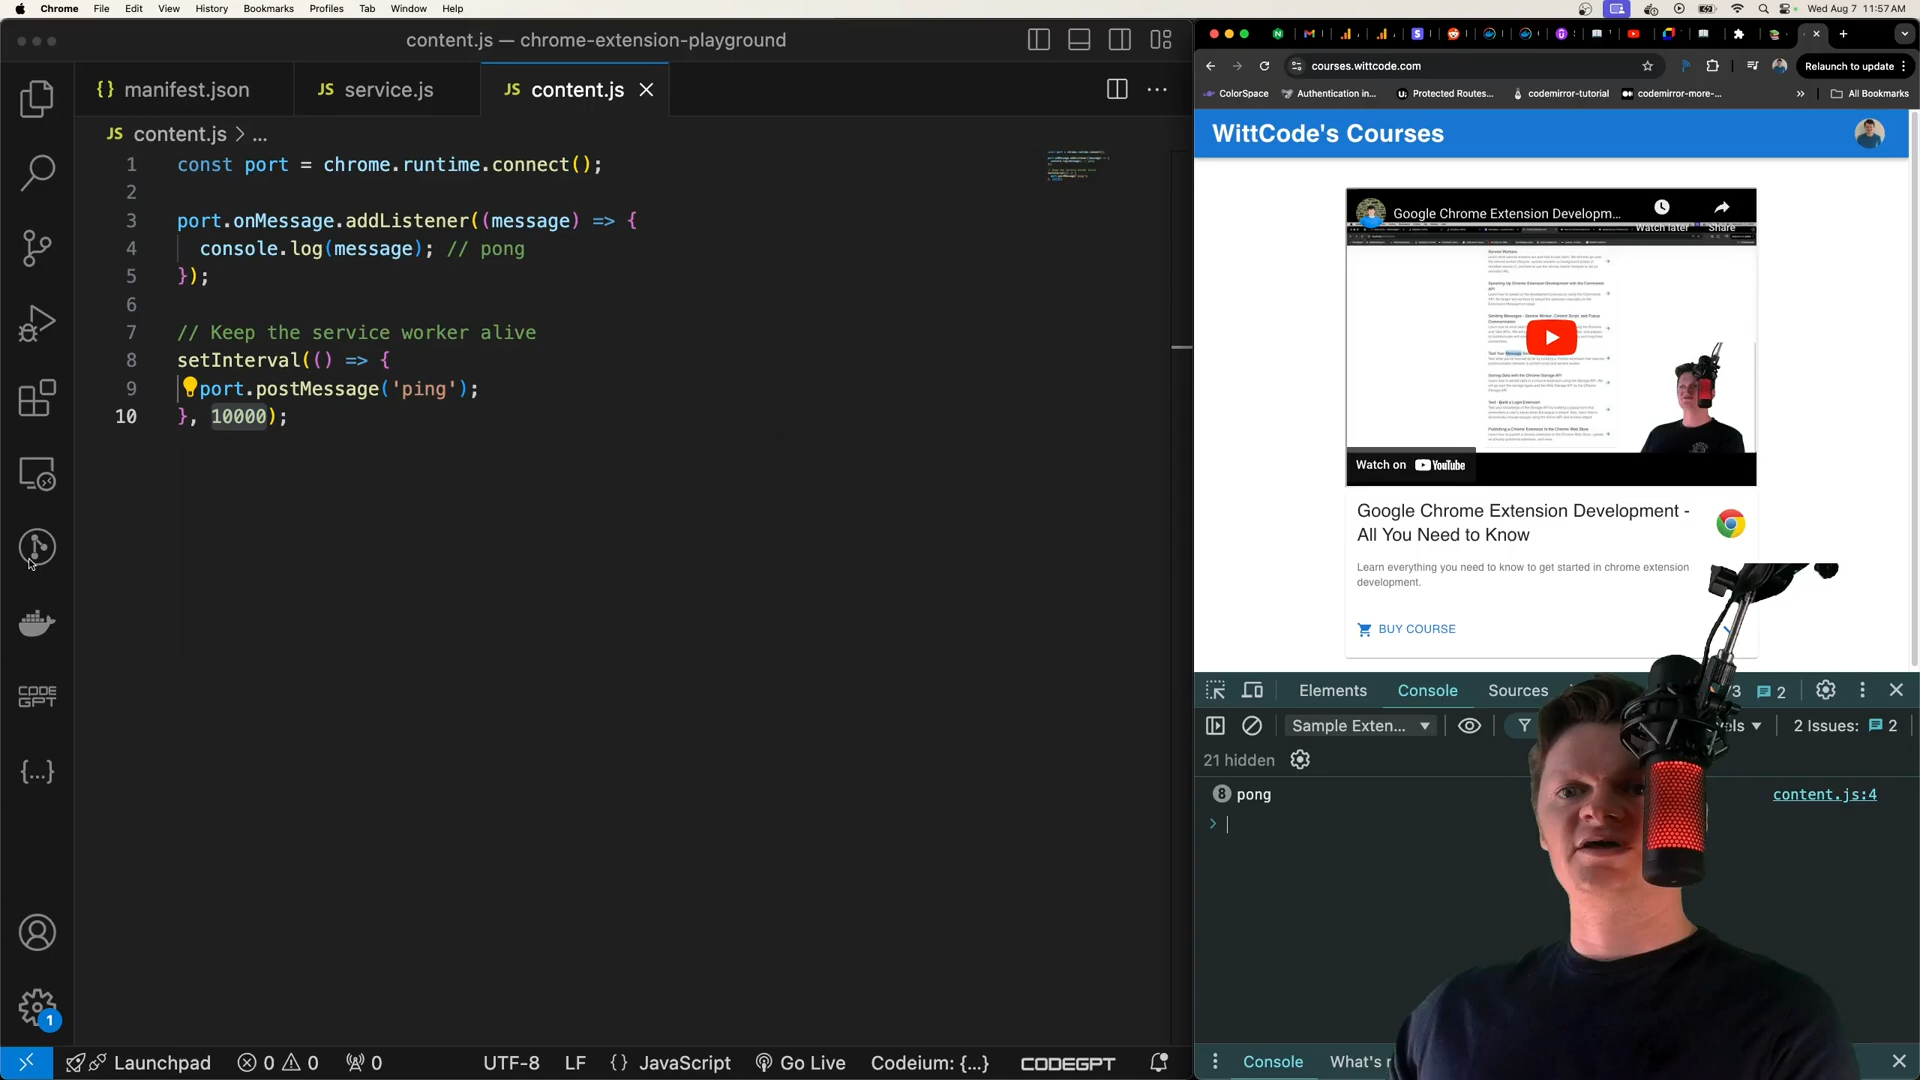 Chrome File Edit View History Bookmarks Profiles Tab Window Help
Wed Aug 7 11:57 AM
content.js — chrome-extension-playground
{} manifest.json
JS service.js
JS content.js
JS content.js > ...
1 const port = chrome.runtime.connect();
2
3 port.onMessage.addListener((message) => {
4 console.log(message); // pong
5 });
6
7 // Keep the service worker alive
8 setInterval(() => {
9 port.postMessage('ping');
10 }, 10000);
CODE
GPT
{...}
1
Launchpad 0 0 0 UTF-8 LF {} JavaScript Go Live Codeium: {...} CODEGPT
courses.wittcode.com
Relaunch to update
ColorSpace
Authentication in...
Protected Routes...
codemirror-tutorial
codemirror-more-...
»
All Bookmarks
WittCode's Courses
Google Chrome Extension Developm...
Watch later
Share
Watch on YouTube
Google Chrome Extension Development -
All You Need to Know
Learn everything you need to know to get started in chrome extension
development.
BUY COURSE
Elements Console Sources
/3 2
Sample Exten...
2 Issues: 2
21 hidden
8 pong content.js:4
>
Console